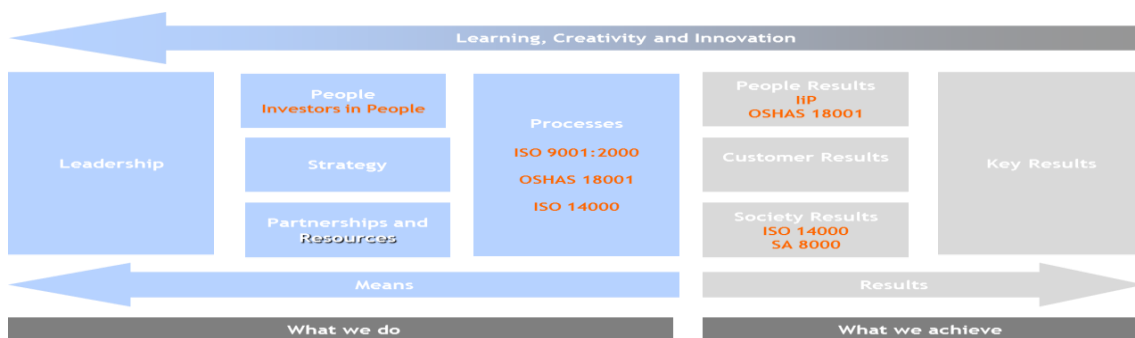 Learning, Creativity and Innovation
Leadership
People
Investors in People
Strategy
Partnerships and
Resources
Processes
ISO 9001:2000
OSHAS 18001
ISO 14000
People Results
IiP
OSHAS 18001
Customer Results
Society Results
ISO 14000
SA 8000
Key Results
Means
Results
What we do
What we achieve